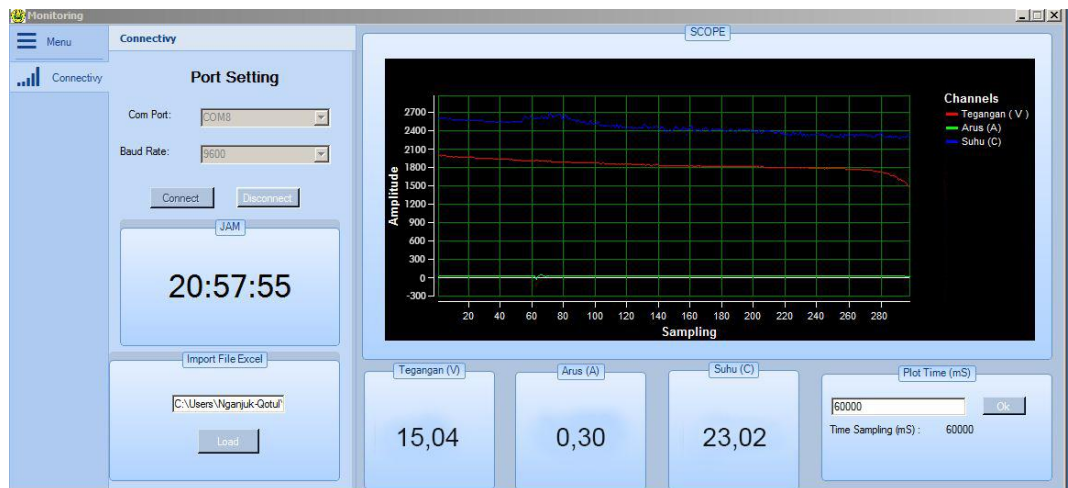 Monitoring
Menu
Connectivy
Connectivy
Port Setting
Com Port:
COM8
Baud Rate:
9600
Connect
Disconnect
JAM
20:57:55
Import File Excel
C:\Users\Nganjuk-Qotul
Load
SCOPE
Amplitude
2700
2400
2100
1800
1500
1200
900
600
300
0
-300
20 40 60 80 100 120 140 160 180 200 220 240 260 280
Sampling
Channels
Tegangan ( V )
Arus (A)
Suhu (C)
Tegangan (V)
15,04
Arus (A)
0,30
Suhu (C)
23,02
Plot Time (mS)
60000
Ok
Time Sampling (mS) : 60000